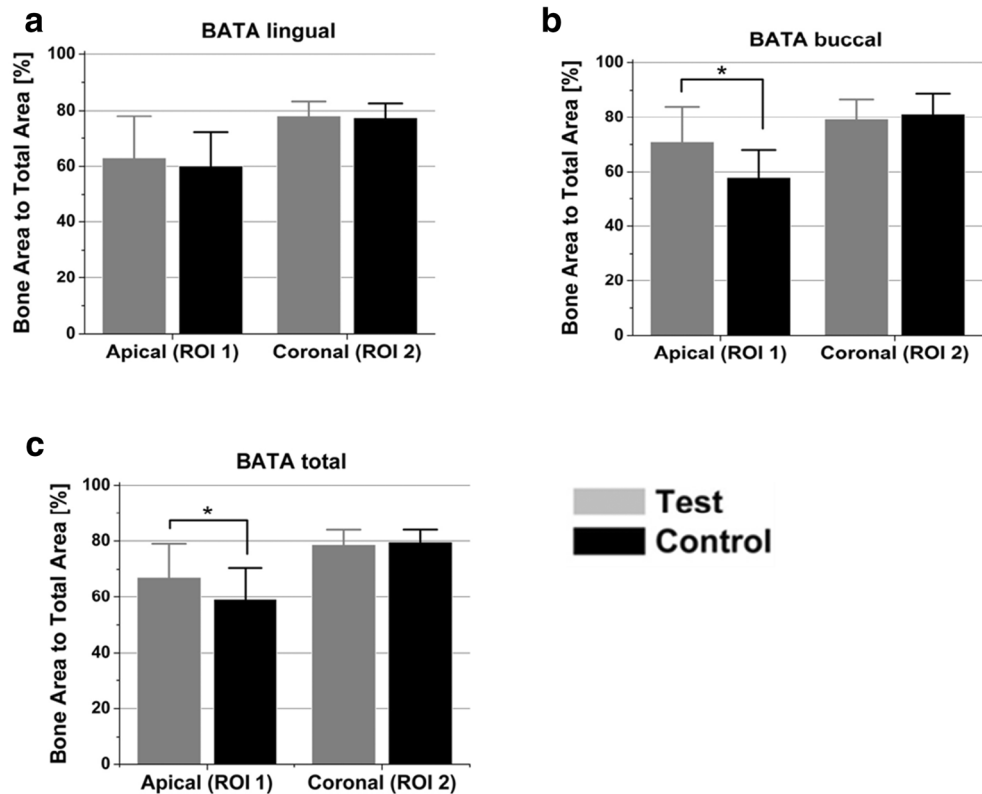 a
BATA lingual
Bone Area to Total Area [%]
100
80
60
40
20
0
Apical (ROI 1)
Coronal (ROI 2)
b
BATA buccal
Bone Area to Total Area [%]
100
80
60
40
20
0
*
Apical (ROI 1)
Coronal (ROI 2)
c
BATA total
Bone Area to Total Area [%]
100
80
60
40
20
0
*
Apical (ROI 1)
Coronal (ROI 2)
Test
Control